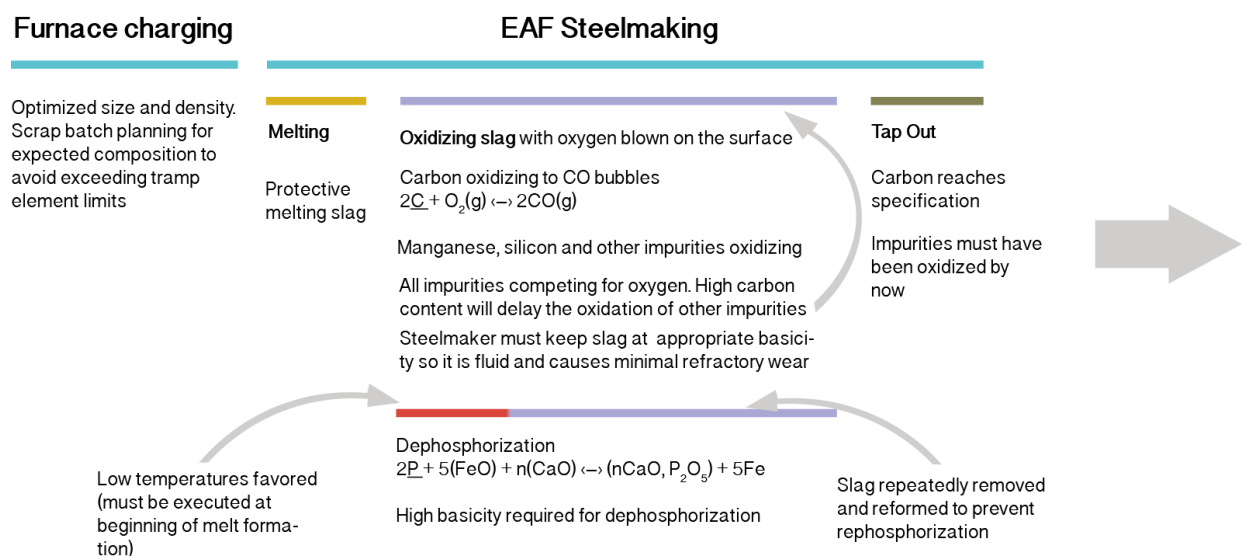 Furnace charging
Optimized size and density.
Scrap batch planning for
expected composition to
avoid exceeding tramp
element limits
EAF Steelmaking
Melting
Protective
melting slag
Oxidizing slag with oxygen blown on the surface
Carbon oxidizing to CO bubbles
2C + O₂(g) ‹–› 2CO(g)
Manganese, silicon and other impurities oxidizing
All impurities competing for oxygen. High carbon
content will delay the oxidation of other impurities
Steelmaker must keep slag at appropriate basici-
ty so it is fluid and causes minimal refractory wear
Tap Out
Carbon reaches
specification
Impurities must have
been oxidized by
now
Low temperatures favored
(must be executed at
beginning of melt forma-
tion)
Dephosphorization
2P + 5(FeO) + n(CaO) ‹–› (nCaO, P₂O₅) + 5Fe
High basicity required for dephosphorization
Slag repeatedly removed
and reformed to prevent
rephosphorization